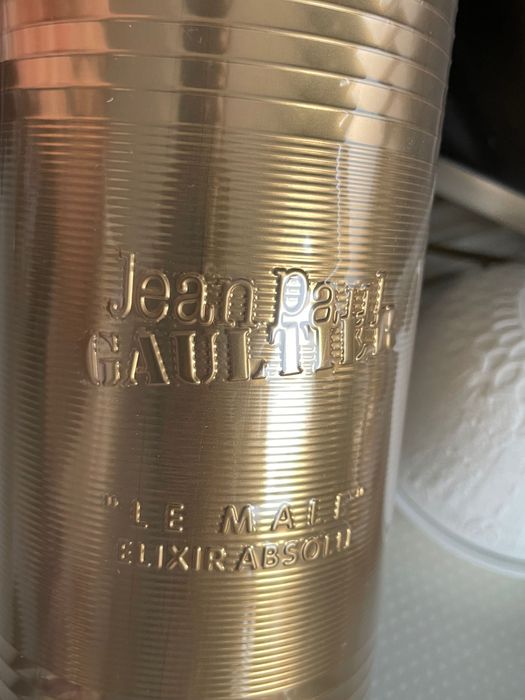 Jean Paul
GAULTIER
"LE MALE"
ELIXIR ABSOLU